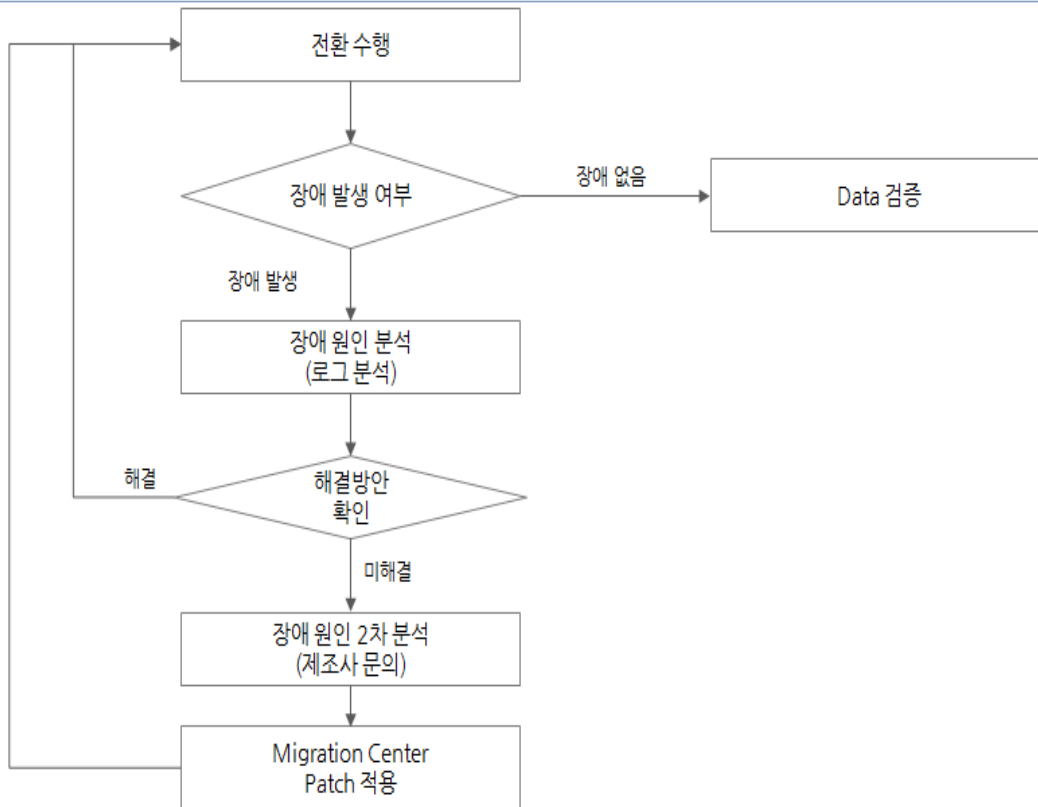 전환 수행
장애 발생 여부
장애 없음
Data 검증
장애 발생
장애 원인 분석
(로그 분석)
해결
해결방안
확인
미해결
장애 원인 2차 분석
(제조사 문의)
Migration Center
Patch 적용